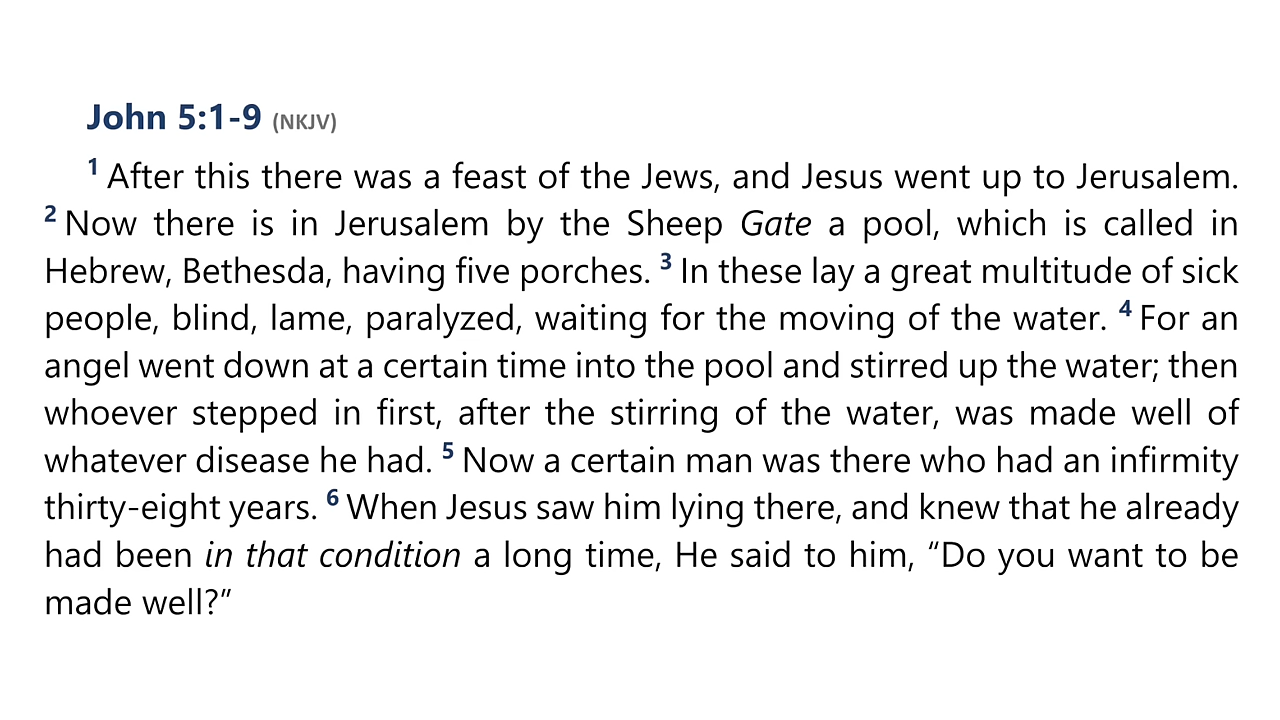 John 5:1-9 (NKJV)
1 After this there was a feast of the Jews, and Jesus went up to Jerusalem.
2 Now there is in Jerusalem by the Sheep Gate a pool, which is called in
Hebrew, Bethesda, having five porches. 3 In these lay a great multitude of sick
people, blind, lame, paralyzed, waiting for the moving of the water. 4 For an
angel went down at a certain time into the pool and stirred up the water; then
whoever stepped in first, after the stirring of the water, was made well of
whatever disease he had. 5 Now a certain man was there who had an infirmity
thirty-eight years. 6 When Jesus saw him lying there, and knew that he already
had been in that condition a long time, He said to him, “Do you want to be
made well?”